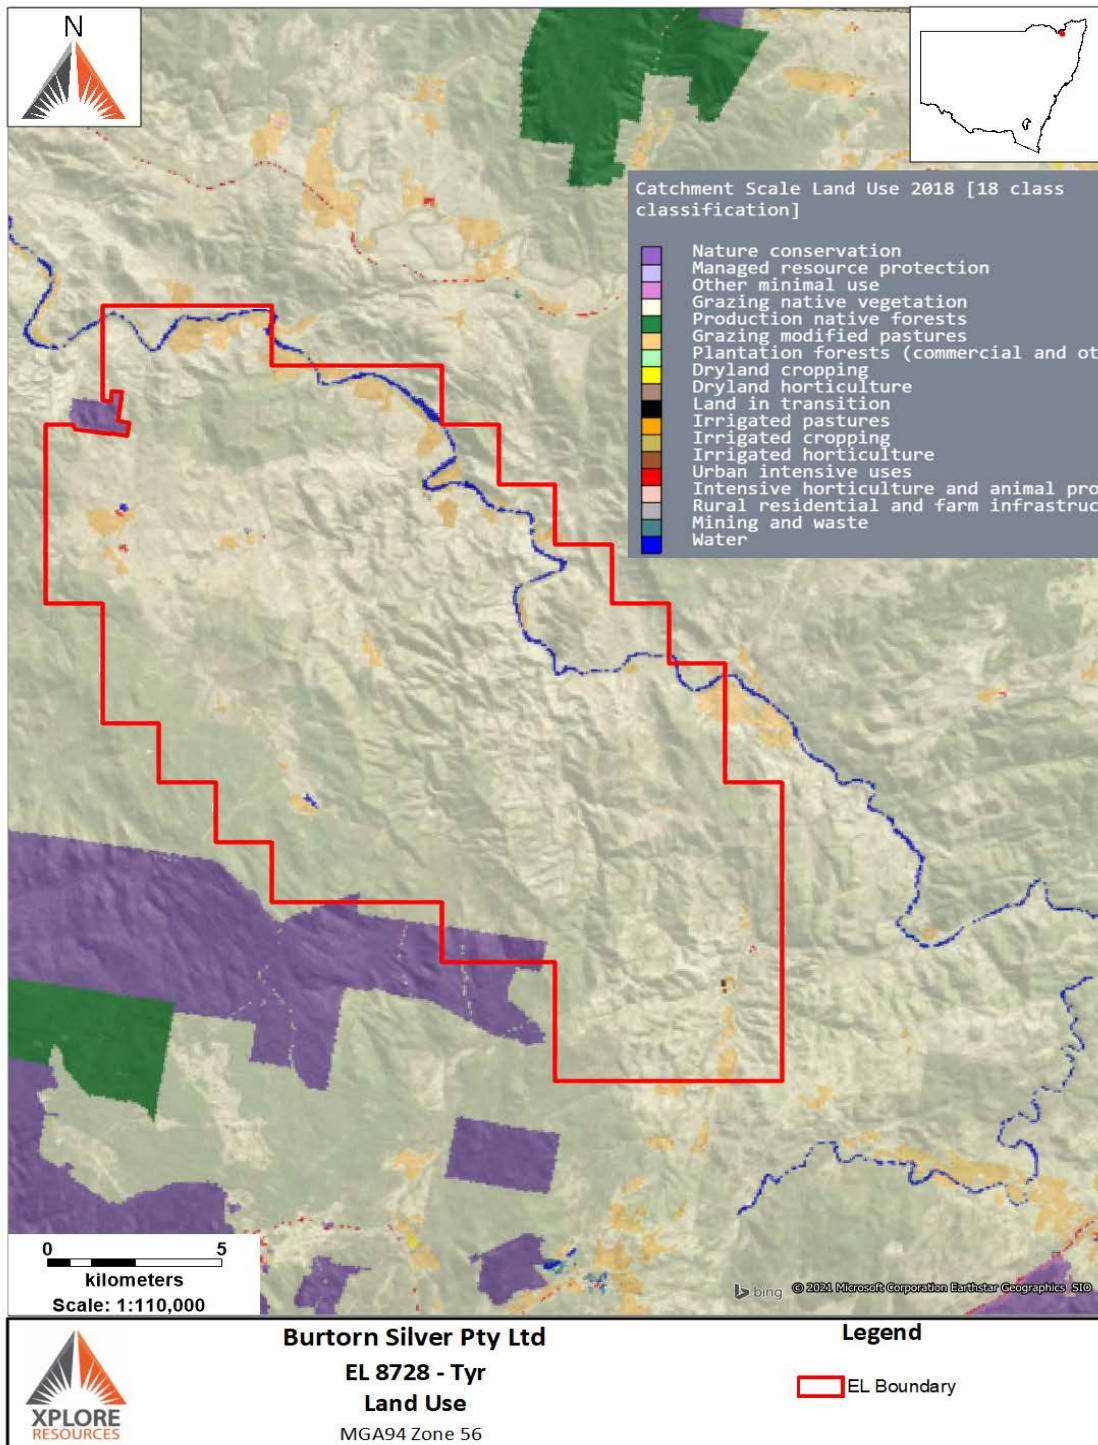 N
Catchment Scale Land Use 2018 [18 class
classification]
Nature conservation
Managed resource protection
Other minimal use
Grazing native vegetation
Production native forests
Grazing modified pastures
Plantation forests (commercial and ot
Dryland cropping
Dryland horticulture
Land in transition
Irrigated pastures
Irrigated cropping
Irrigated horticulture
Urban intensive uses
Intensive horticulture and animal pro
Rural residential and farm infrastruc
Mining and waste
Water
0 5
kilometers
Scale: 1:110,000
bing © 2021 Microsoft Corporation Earthstar Geographics SIO
XPLORE
RESOURCES
Burtorn Silver Pty Ltd
EL 8728 - Tyr
Land Use
MGA94 Zone 56
Legend
EL Boundary